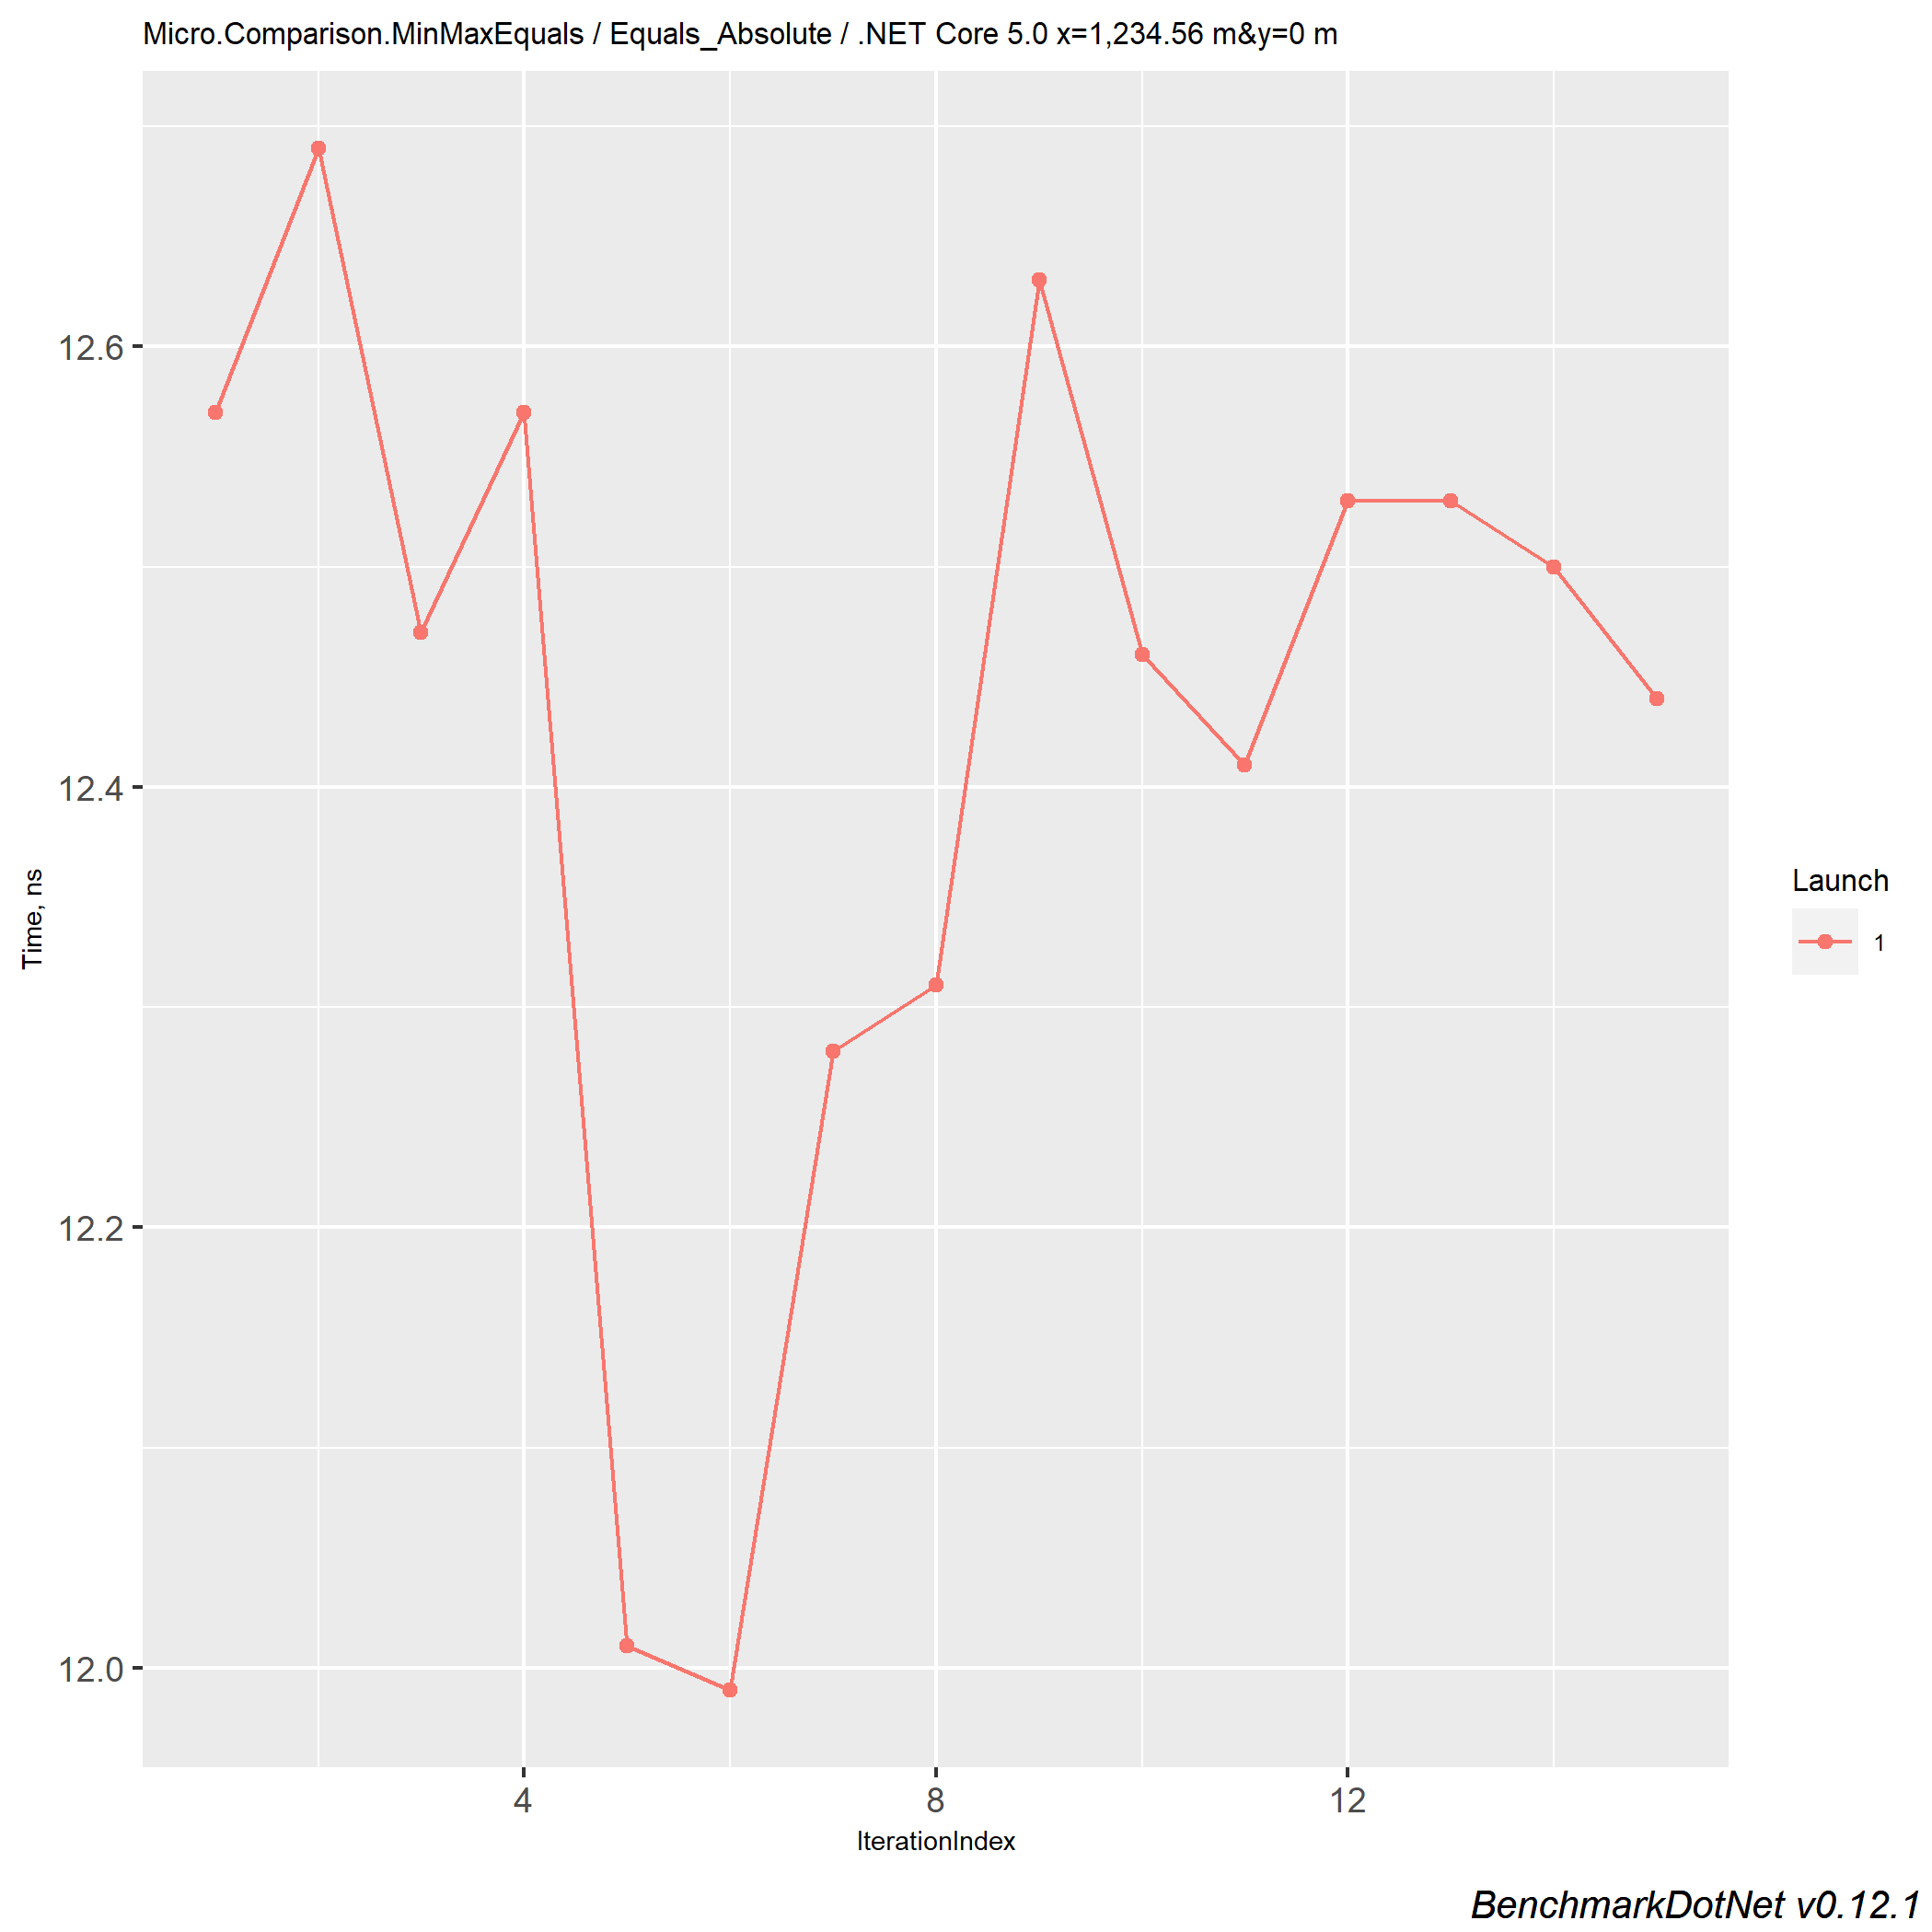 Micro.Comparison.MinMaxEquals / Equals_Absolute / .NET Core 5.0 x=1,234.56 m&y=0 m
12.6
12.4
12.2
12.0
Time, ns
4 8 12
IterationIndex
Launch
1
BenchmarkDotNet v0.12.1